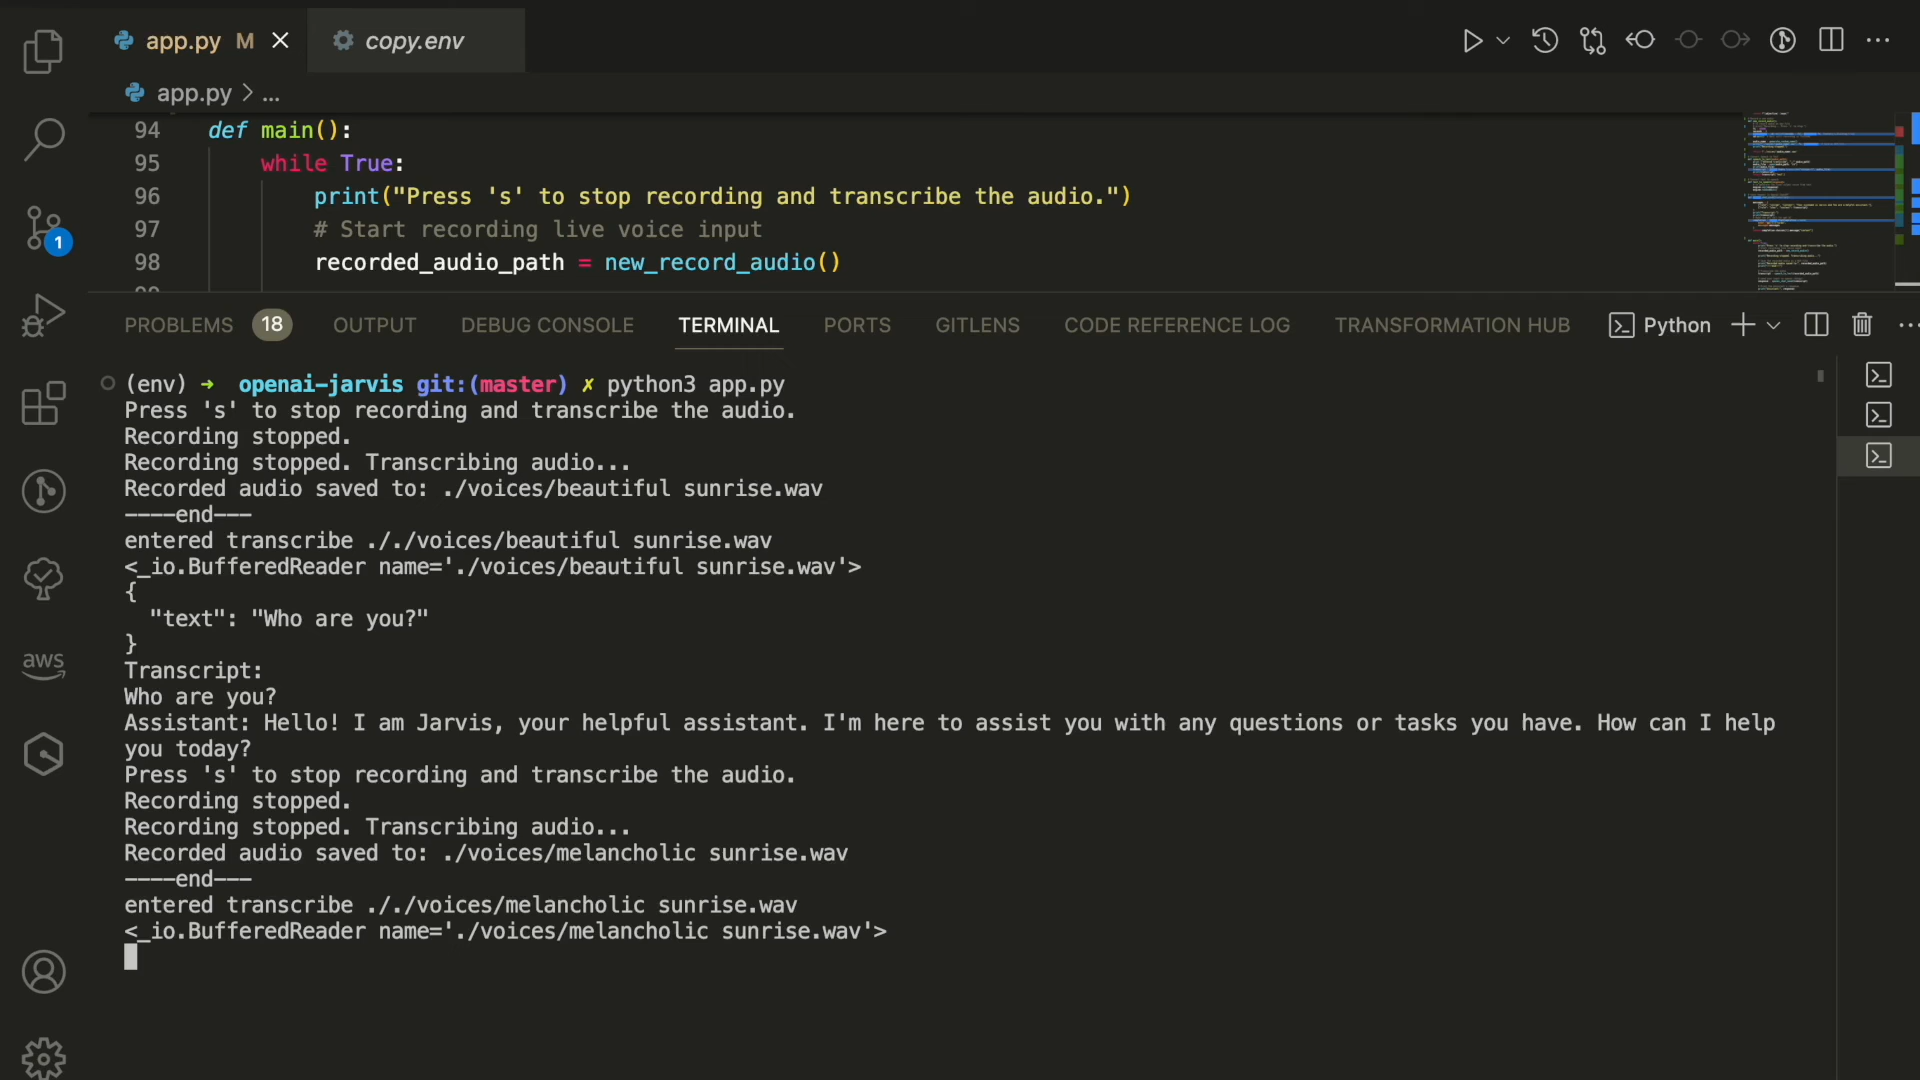 app.py M
copy.env
app.py > ...
94 def main():
95 while True:
96 print("Press 's' to stop recording and transcribe the audio.")
97 # Start recording live voice input
98 recorded_audio_path = new_record_audio()
1
PROBLEMS 18 OUTPUT DEBUG CONSOLE TERMINAL PORTS GITLENS CODE REFERENCE LOG TRANSFORMATION HUB Python
(env) → openai-jarvis git:(master) ✗ python3 app.py
Press 's' to stop recording and transcribe the audio.
Recording stopped.
Recording stopped. Transcribing audio...
Recorded audio saved to: ./voices/beautiful sunrise.wav
----end---
entered transcribe ././voices/beautiful sunrise.wav
<_io.BufferedReader name='./voices/beautiful sunrise.wav'>
{
"text": "Who are you?"
}
Transcript:
Who are you?
Assistant: Hello! I am Jarvis, your helpful assistant. I'm here to assist you with any questions or tasks you have. How can I help
you today?
Press 's' to stop recording and transcribe the audio.
Recording stopped.
Recording stopped. Transcribing audio...
Recorded audio saved to: ./voices/melancholic sunrise.wav
----end---
entered transcribe ././voices/melancholic sunrise.wav
<_io.BufferedReader name='./voices/melancholic sunrise.wav'>
aws